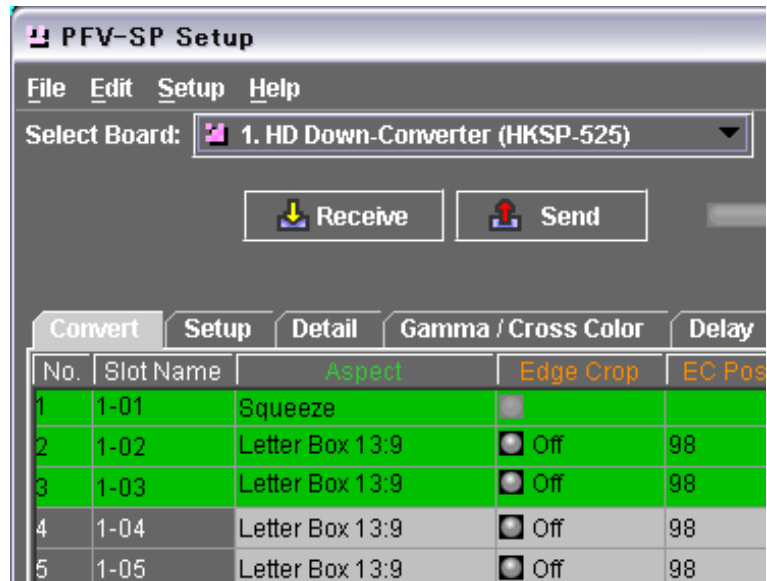 PFV-SP Setup
File Edit Setup Help
Select Board: 1. HD Down-Converter (HKSP-525)
Receive Send
Convert Setup Detail Gamma / Cross Color Delay
No. Slot Name Aspect Edge Crop EC Pos
1 1-01 Squeeze
2 1-02 Letter Box 13:9 Off 98
3 1-03 Letter Box 13:9 Off 98
4 1-04 Letter Box 13:9 Off 98
5 1-05 Letter Box 13:9 Off 98